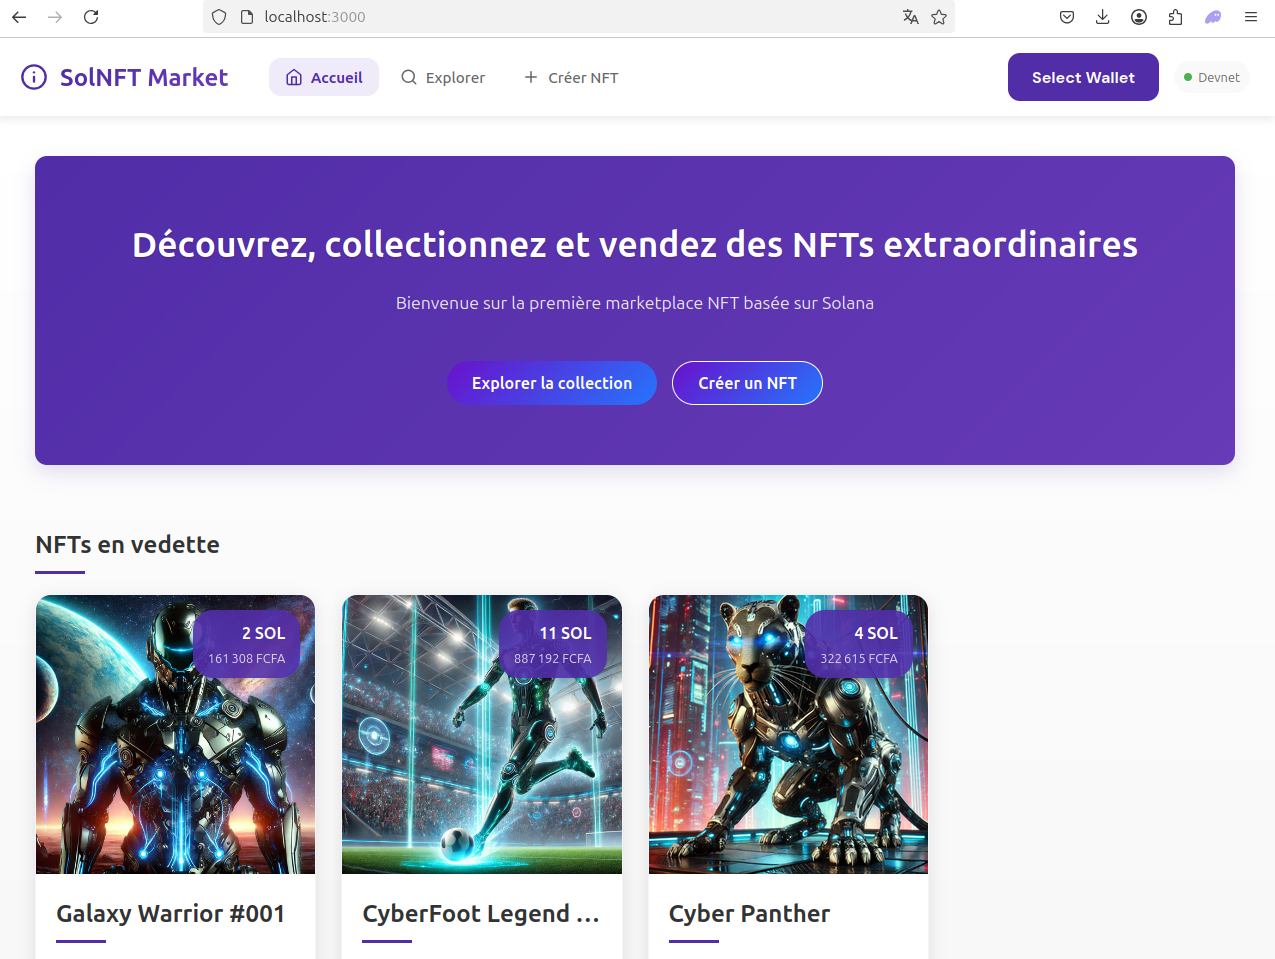 localhost:3000
SolNFT Market
Accueil
Explorer
Créer NFT
Select Wallet
Devnet
Découvrez, collectionnez et vendez des NFTs extraordinaires
Bienvenue sur la première marketplace NFT basée sur Solana
Explorer la collection
Créer un NFT
NFTs en vedette
2 SOL
161 308 FCFA
11 SOL
887 192 FCFA
4 SOL
322 615 FCFA
Galaxy Warrior #001
CyberFoot Legend ...
Cyber Panther